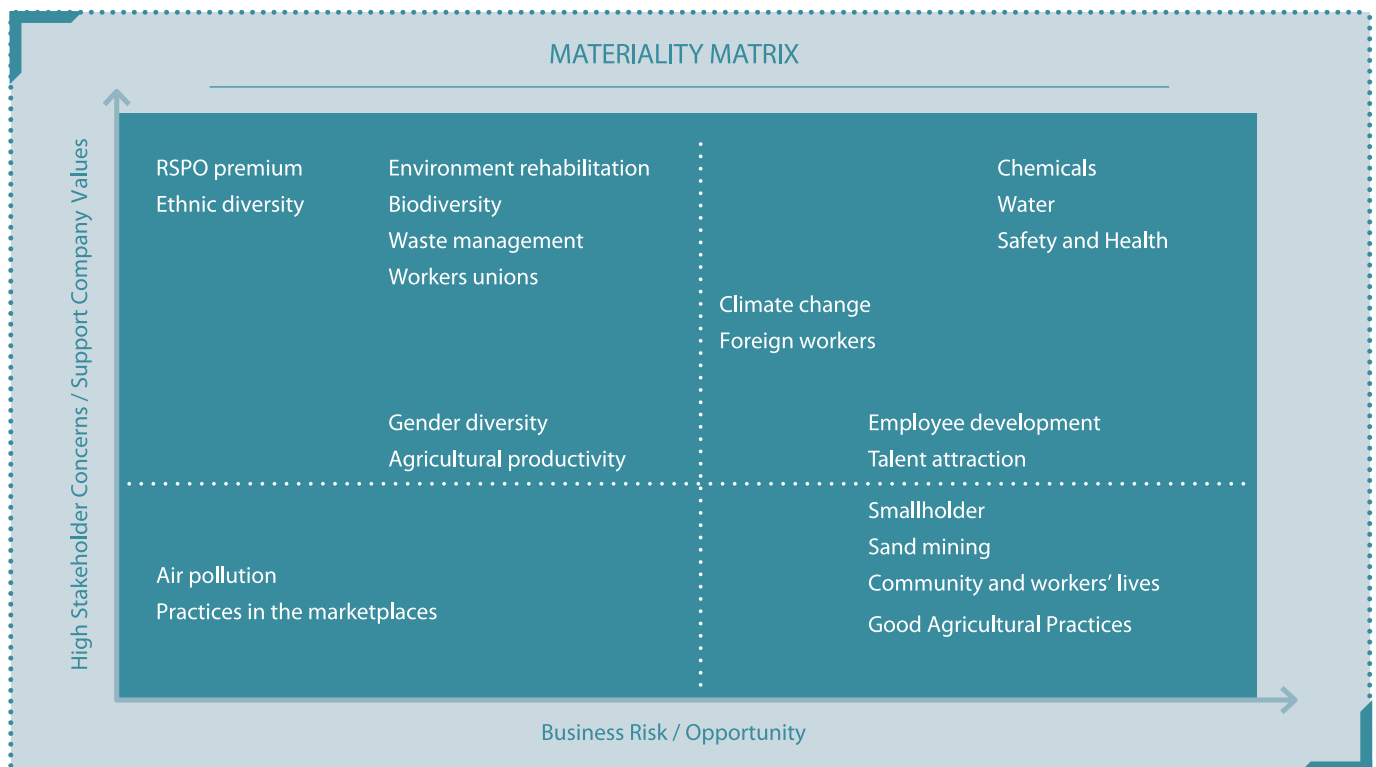 MATERIALITY MATRIX
High Stakeholder Concerns / Support Company Values
RSPO premium
Ethnic diversity
Environment rehabilitation
Biodiversity
Waste management
Workers unions
Chemicals
Water
Safety and Health
Climate change
Foreign workers
Gender diversity
Agricultural productivity
Employee development
Talent attraction
Air pollution
Practices in the marketplaces
Smallholder
Sand mining
Community and workers’ lives
Good Agricultural Practices
Business Risk / Opportunity